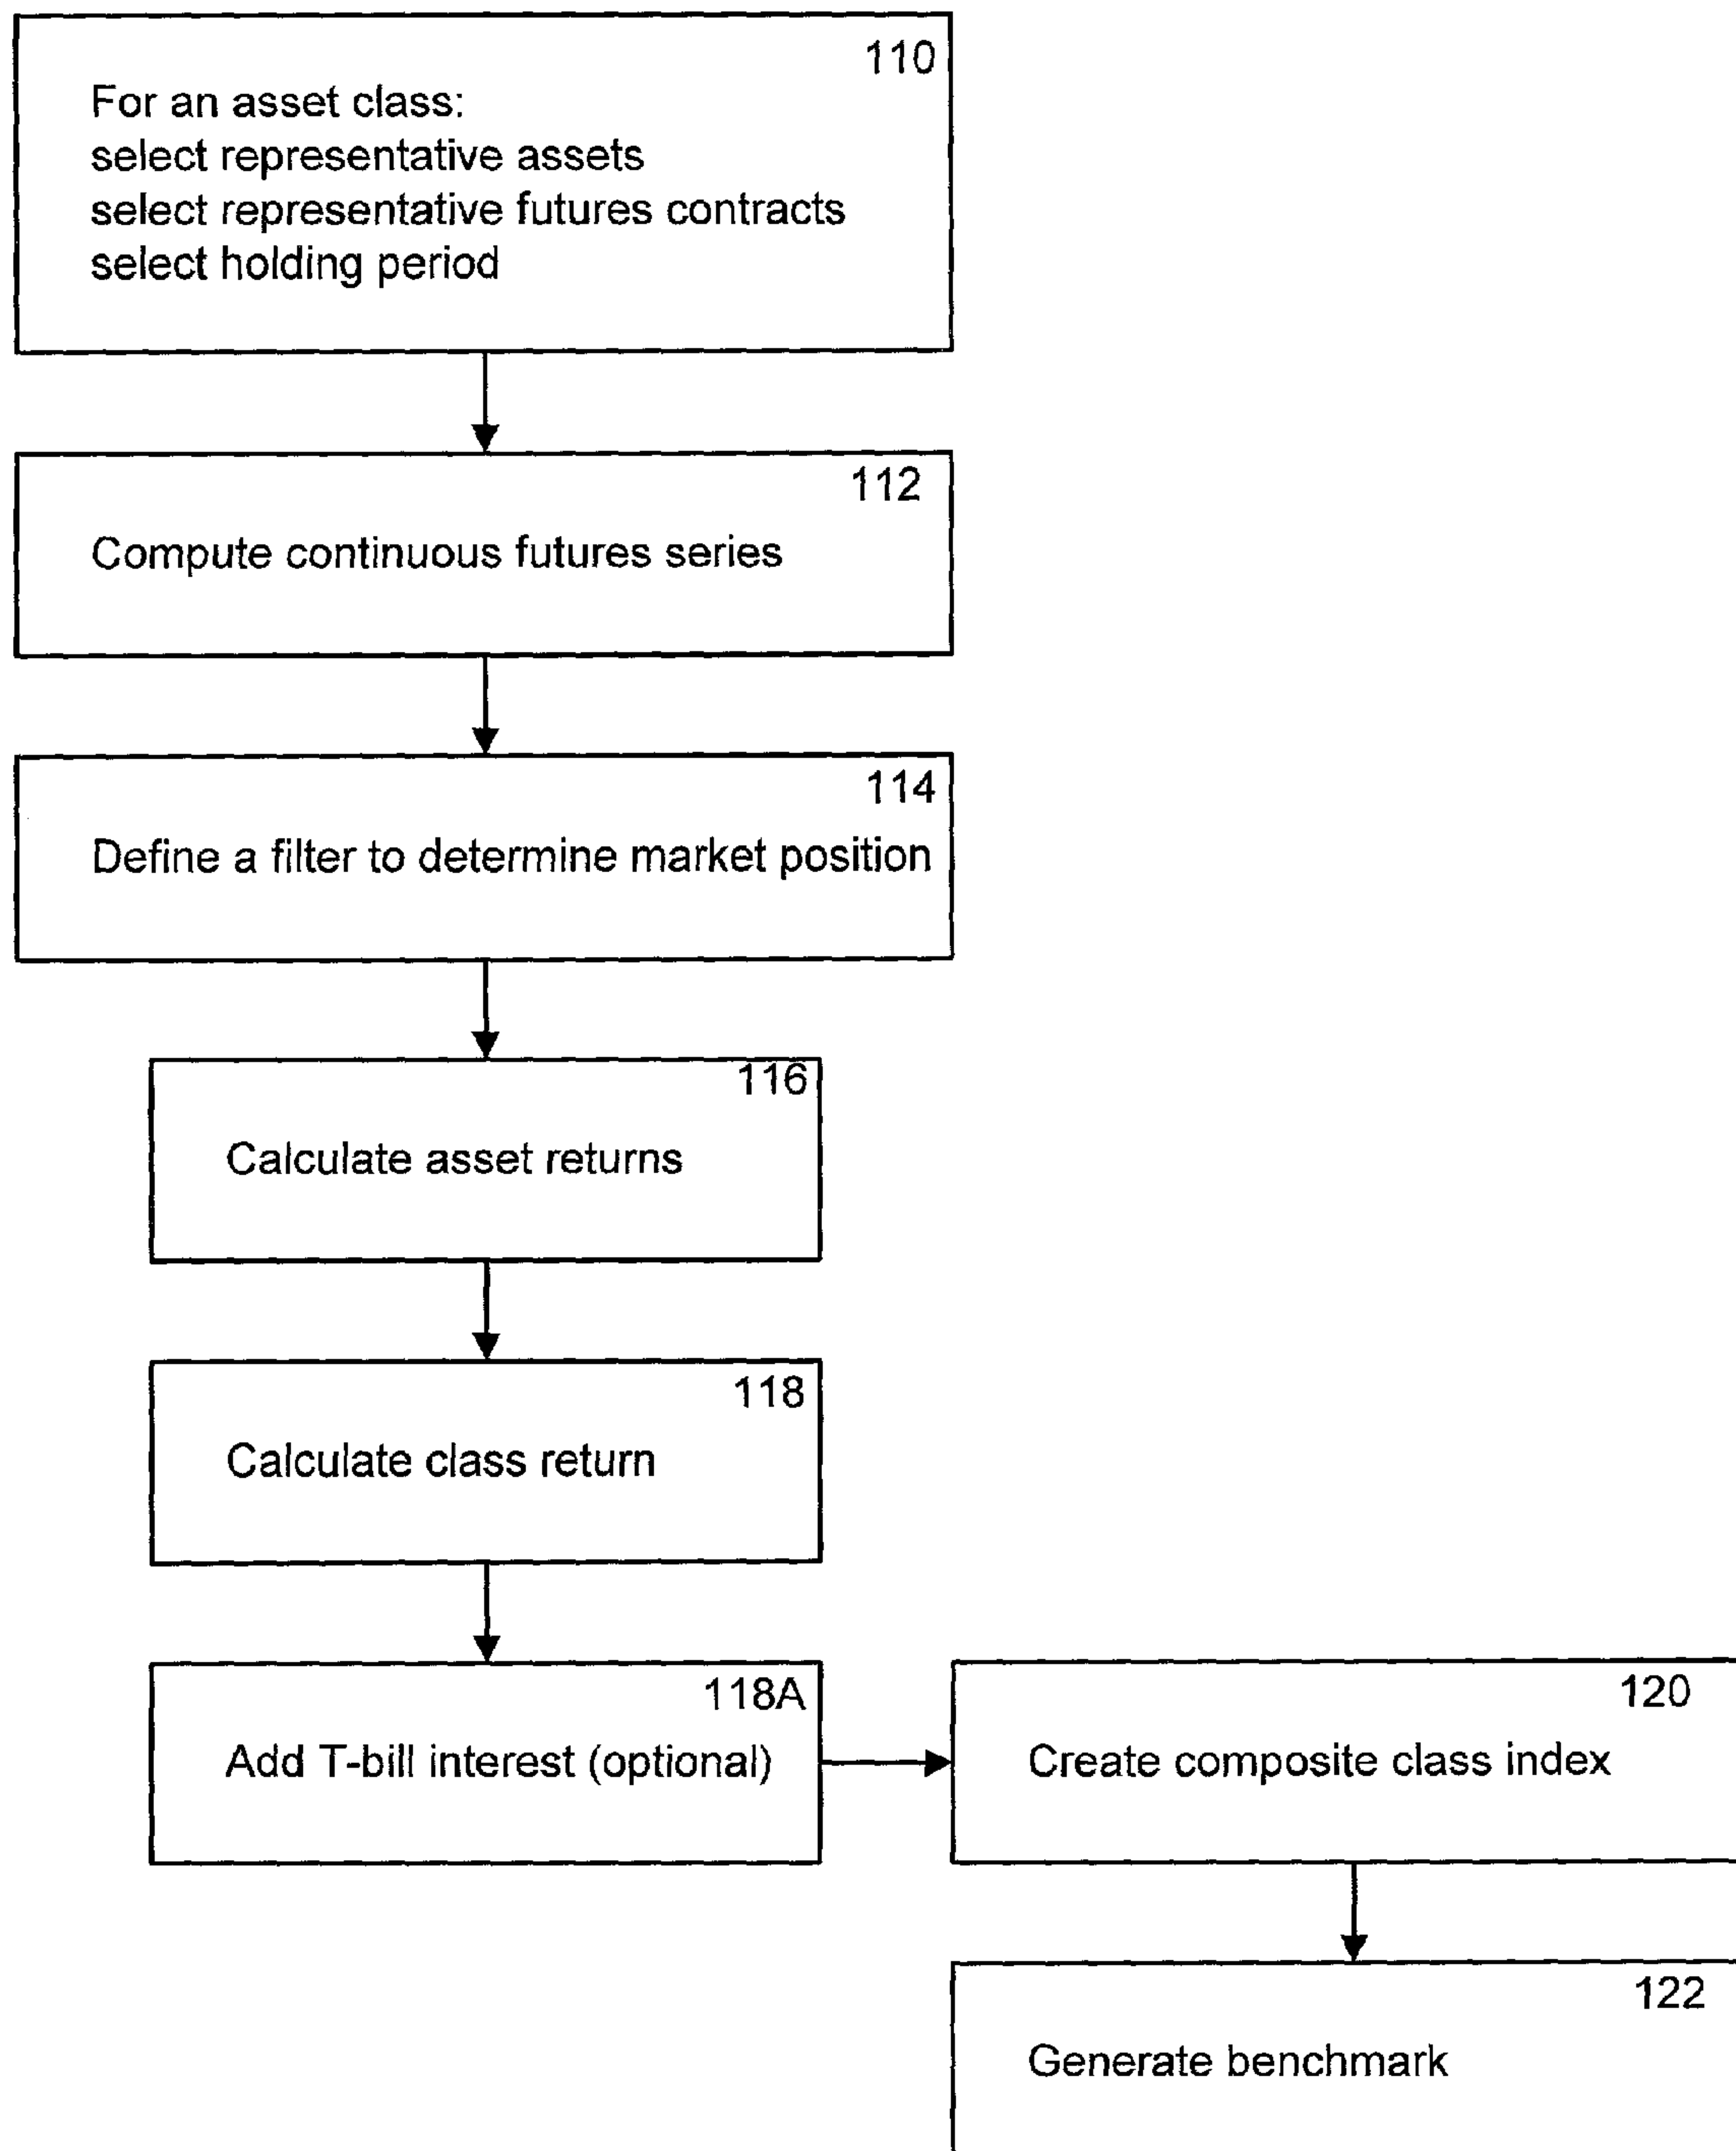 110
For an asset class:
select representative assets
select representative futures contracts
select holding period
112
Compute continuous futures series
114
Define a filter to determine market position
116
Calculate asset returns
118
Calculate class return
118A
Add T-bill interest (optional)
120
Create composite class index
122
Generate benchmark